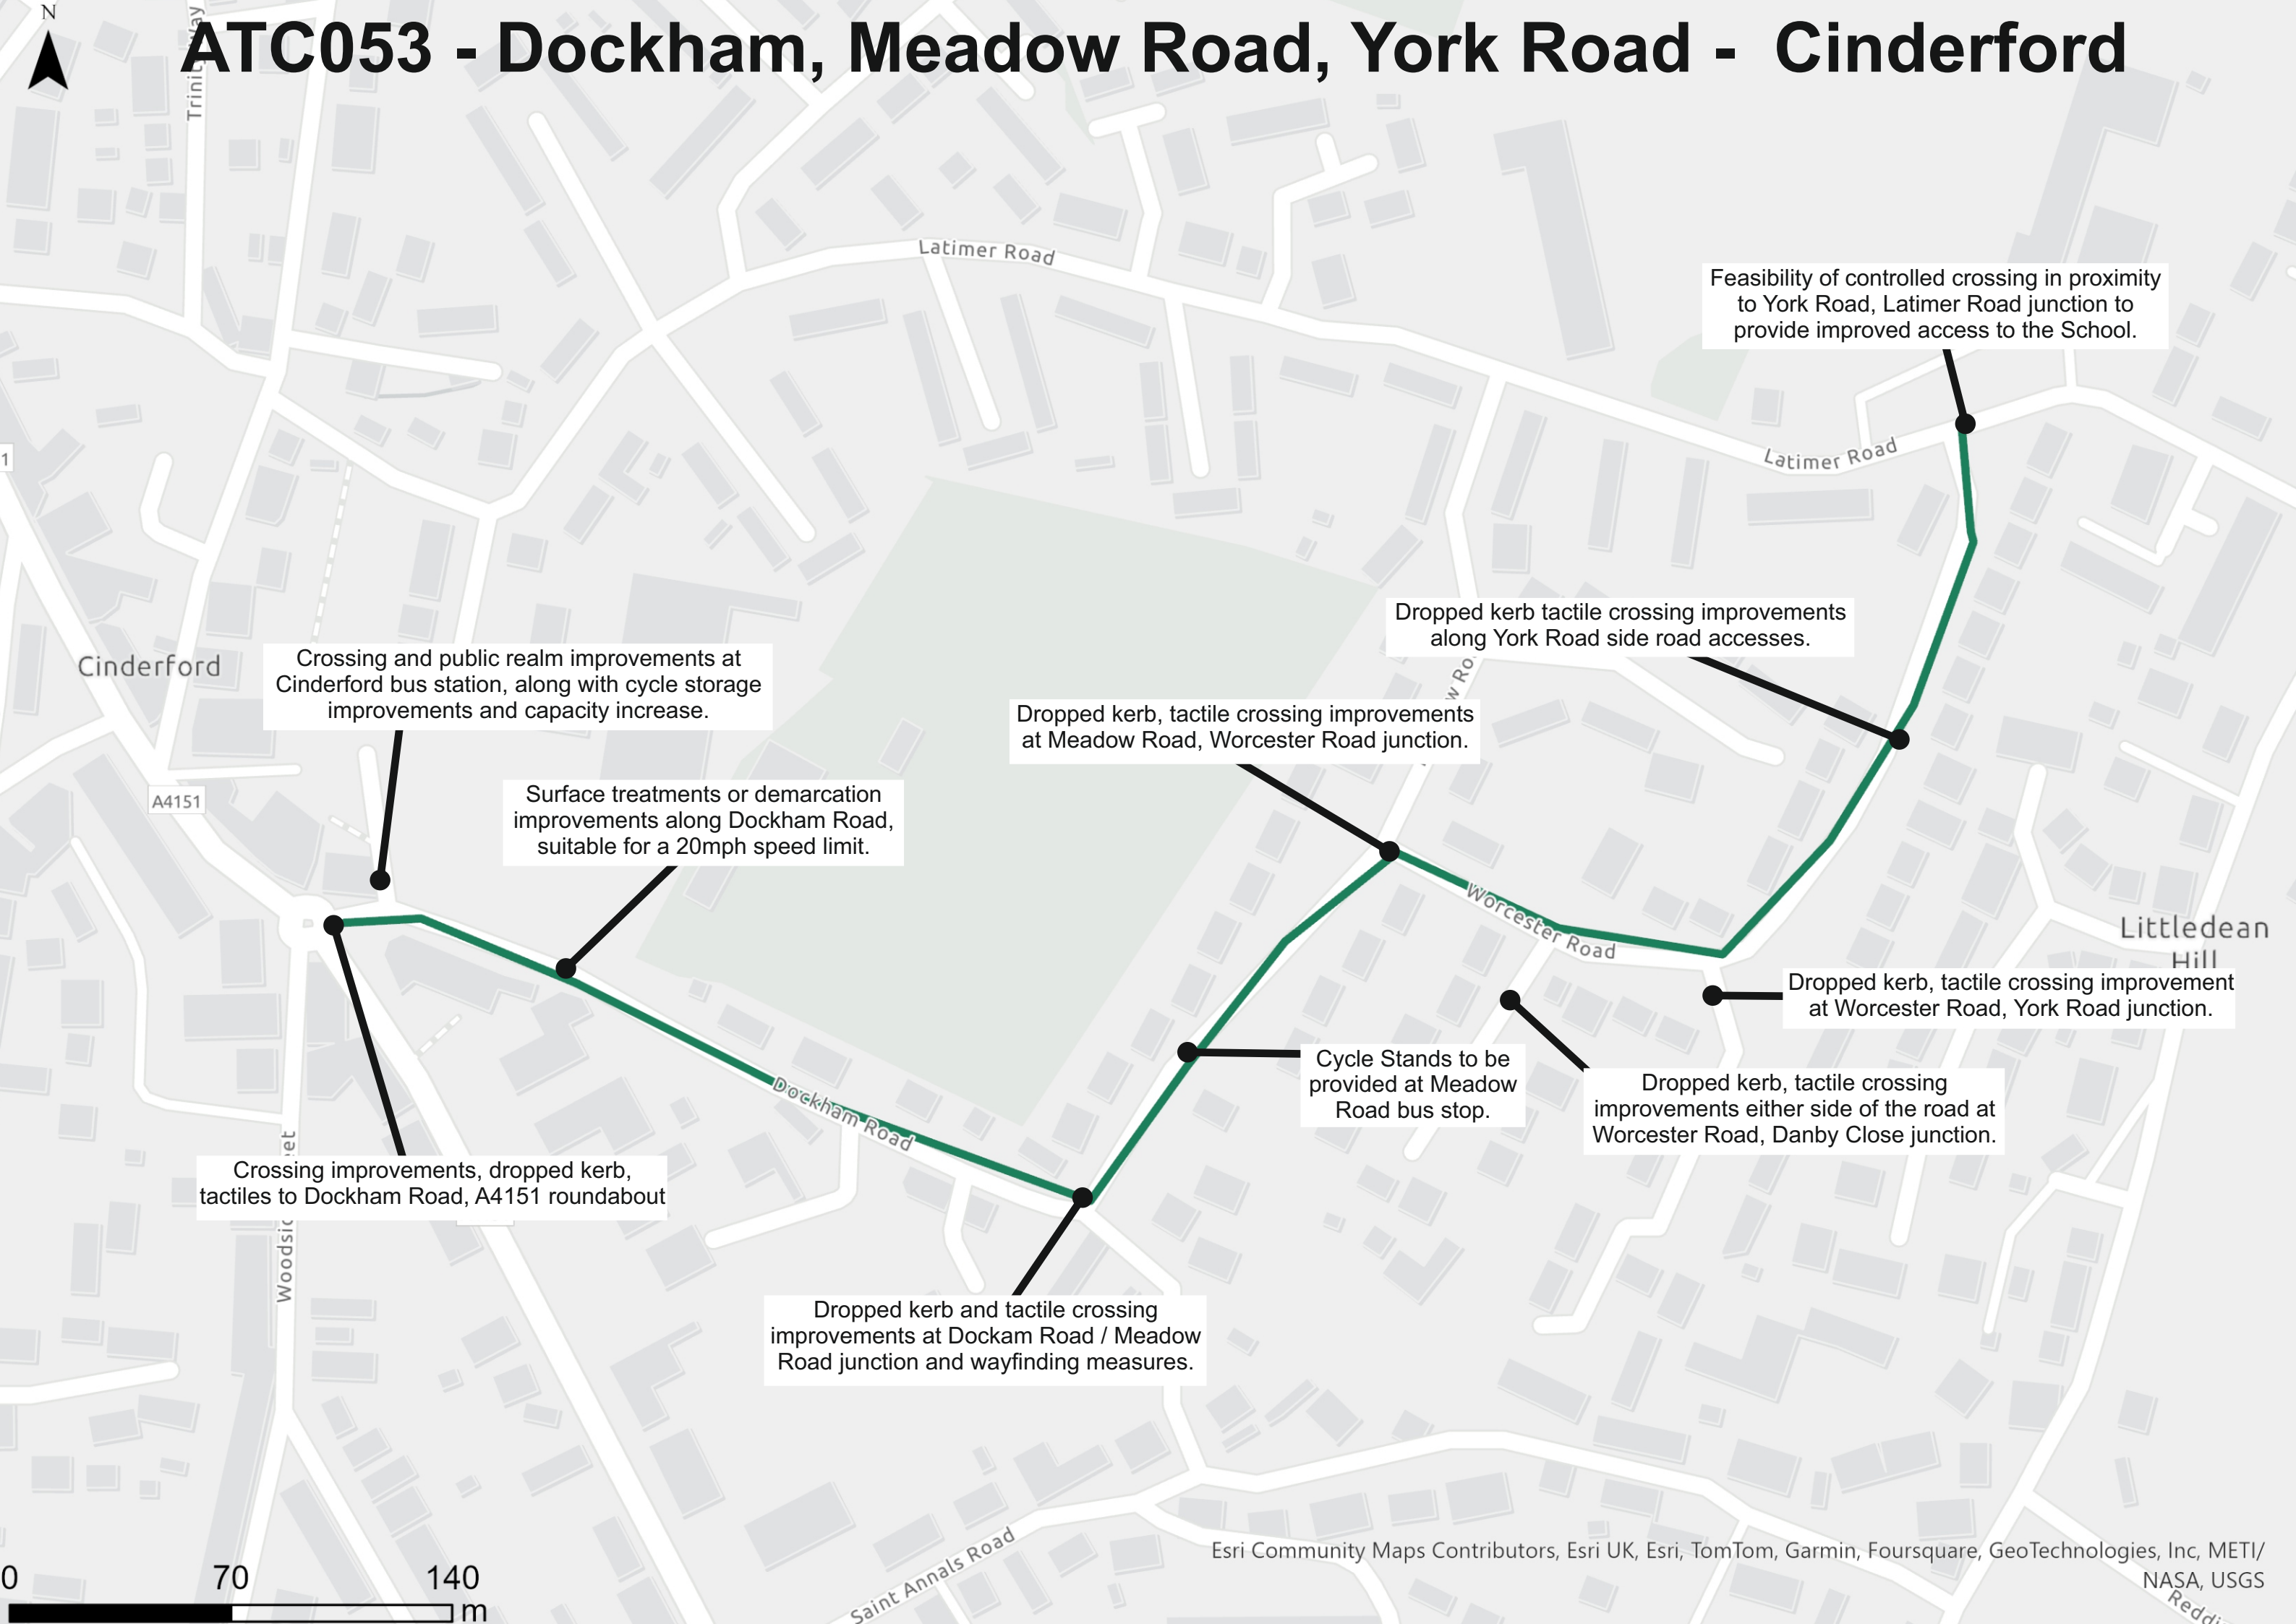 N
ATC053 - Dockham, Meadow Road, York Road - Cinderford
Trinity Way
Latimer Road
Feasibility of controlled crossing in proximity
to York Road, Latimer Road junction to
provide improved access to the School.
Latimer Road
1
Dropped kerb tactile crossing improvements
along York Road side road accesses.
Cinderford
Crossing and public realm improvements at
Cinderford bus station, along with cycle storage
improvements and capacity increase.
Dropped kerb, tactile crossing improvements
at Meadow Road, Worcester Road junction.
A4151
Surface treatments or demarcation
improvements along Dockham Road,
suitable for a 20mph speed limit.
Worcester Road
Littledean
Hill
Dropped kerb, tactile crossing improvement
at Worcester Road, York Road junction.
Cycle Stands to be
provided at Meadow
Road bus stop.
Dropped kerb, tactile crossing
improvements either side of the road at
Worcester Road, Danby Close junction.
Dockham Road
Crossing improvements, dropped kerb,
tactiles to Dockham Road, A4151 roundabout
Dropped kerb and tactile crossing
improvements at Dockam Road / Meadow
Road junction and wayfinding measures.
Saint Annals Road
Esri Community Maps Contributors, Esri UK, Esri, TomTom, Garmin, Foursquare, GeoTechnologies, Inc, METI/
NASA, USGS
0 70 140
m